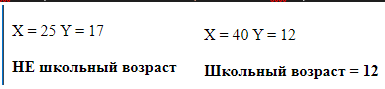 X = 25 Y = 17
НЕ школьный возраст
X = 40 Y = 12
Школьный возраст = 12